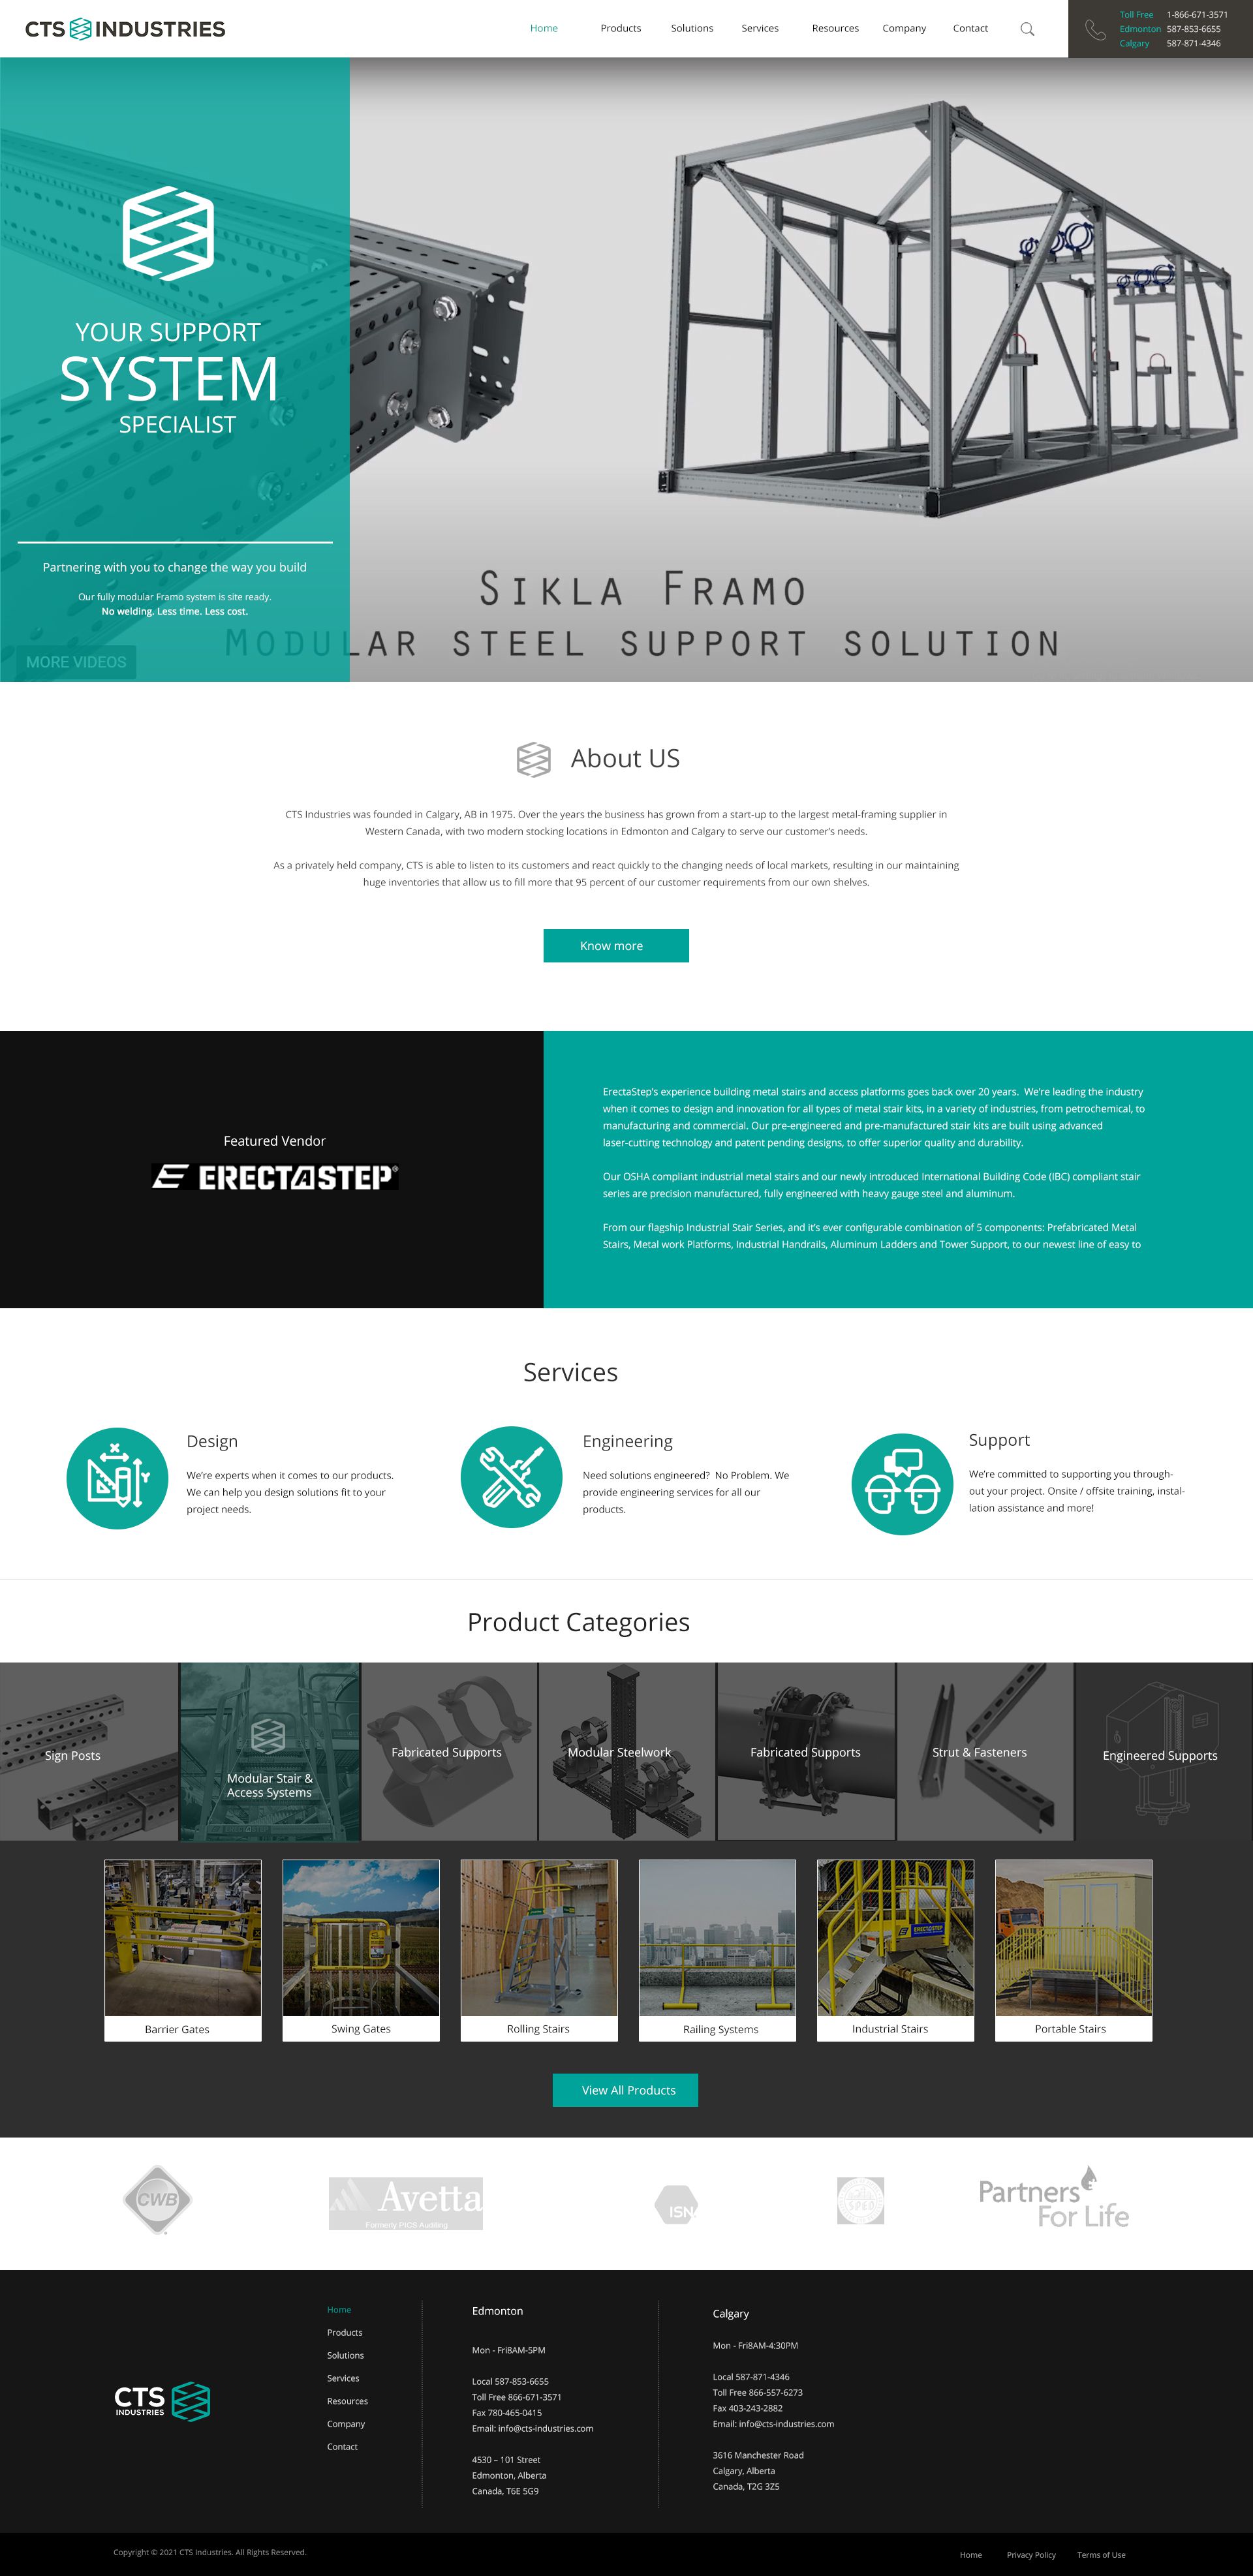 CTS INDUSTRIES
Home Products Solutions Services Resources Company Contact
Toll Free 1-866-671-3571
Edmonton 587-853-6655
Calgary 587-871-4346
YOUR SUPPORT
SYSTEM
SPECIALIST
Partnering with you to change the way you build
Our fully modular Framo system is site ready.
No welding. Less time. Less cost.
MORE VIDEOS
SIKLA FRAMO
MODULAR STEEL SUPPORT SOLUTION
About US
CTS Industries was founded in Calgary, AB in 1975. Over the years the business has grown from a start-up to the largest metal-framing supplier in
Western Canada, with two modern stocking locations in Edmonton and Calgary to serve our customer's needs.
As a privately held company, CTS is able to listen to its customers and react quickly to the changing needs of local markets, resulting in our maintaining
huge inventories that allow us to fill more that 95 percent of our customer requirements from our own shelves.
Know more
Featured Vendor
ERECTASTEP®
ErectaStep's experience building metal stairs and access platforms goes back over 20 years. We're leading the industry
when it comes to design and innovation for all types of metal stair kits, in a variety of industries, from petrochemical, to
manufacturing and commercial. Our pre-engineered and pre-manufactured stair kits are built using advanced
laser-cutting technology and patent pending designs, to offer superior quality and durability.
Our OSHA compliant industrial metal stairs and our newly introduced International Building Code (IBC) compliant stair
series are precision manufactured, fully engineered with heavy gauge steel and aluminum.
From our flagship Industrial Stair Series, and it's ever configurable combination of 5 components: Prefabricated Metal
Stairs, Metal work Platforms, Industrial Handrails, Aluminum Ladders and Tower Support, to our newest line of easy to
Services
Design
We're experts when it comes to our products.
We can help you design solutions fit to your
project needs.
Engineering
Need solutions engineered? No Problem. We
provide engineering services for all our
products.
Support
We're committed to supporting you through-
out your project. Onsite / offsite training, instal-
lation assistance and more!
Product Categories
Sign Posts
Modular Stair &
Access Systems
Fabricated Supports
Modular Steelwork
Fabricated Supports
Strut & Fasteners
Engineered Supports
ERECTASTEP
Barrier Gates
Swing Gates
Rolling Stairs
Railing Systems
Industrial Stairs
Portable Stairs
View All Products
CWB
Avetta
Formerly PICS Auditing
ISN
Partners
For Life
CTS
INDUSTRIES
Home
Products
Solutions
Services
Resources
Company
Contact
Edmonton
Mon - Fri8AM-5PM
Local 587-853-6655
Toll Free 866-671-3571
Fax 780-465-0415
Email: info@cts-industries.com
4530 – 101 Street
Edmonton, Alberta
Canada, T6E 5G9
Calgary
Mon - Fri8AM-4:30PM
Local 587-871-4346
Toll Free 866-557-6273
Fax 403-243-2882
Email: info@cts-industries.com
3616 Manchester Road
Calgary, Alberta
Canada, T2G 3Z5
Copyright © 2021 CTS Industries. All Rights Reserved.
Home Privacy Policy Terms of Use